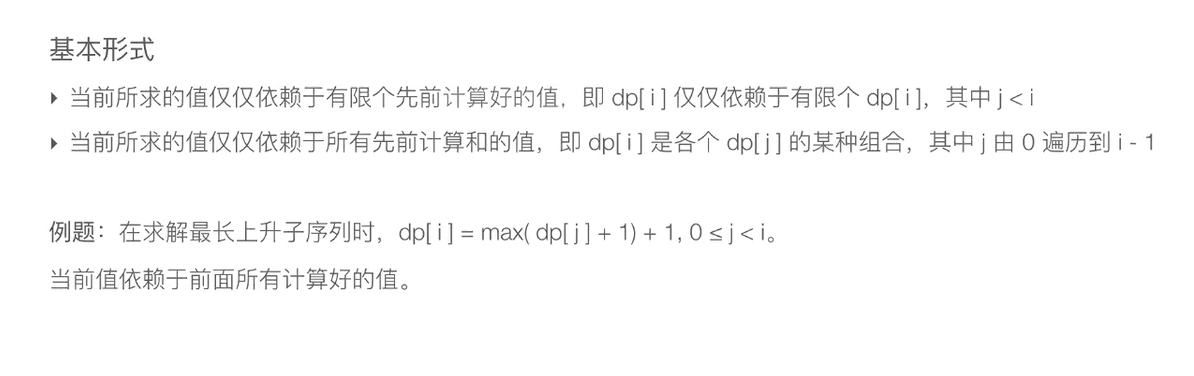 基本形式
‣ 当前所求的值仅仅依赖于有限个先前计算好的值，即 dp[ i ] 仅仅依赖于有限个 dp[ i ]，其中 j < i
‣ 当前所求的值仅仅依赖于所有先前计算和的值，即 dp[ i ] 是各个 dp[ j ] 的某种组合，其中 j 由 0 遍历到 i - 1
例题：在求解最长上升子序列时，dp[ i ] = max( dp[ j ] + 1) + 1, 0 ≤ j < i。
当前值依赖于前面所有计算好的值。